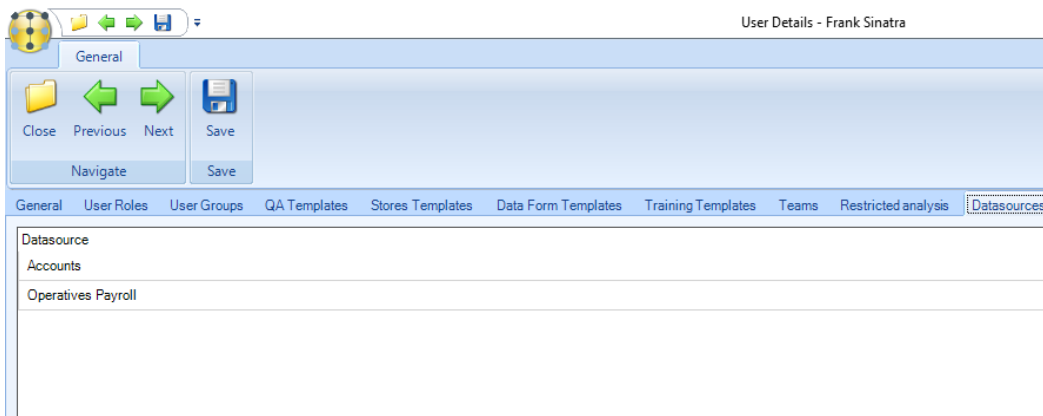 User Details - Frank Sinatra
General
Close Previous Next Save
Navigate Save
General User Roles User Groups QA Templates Stores Templates Data Form Templates Training Templates Teams Restricted analysis Datasources
Datasource
Accounts
Operatives Payroll